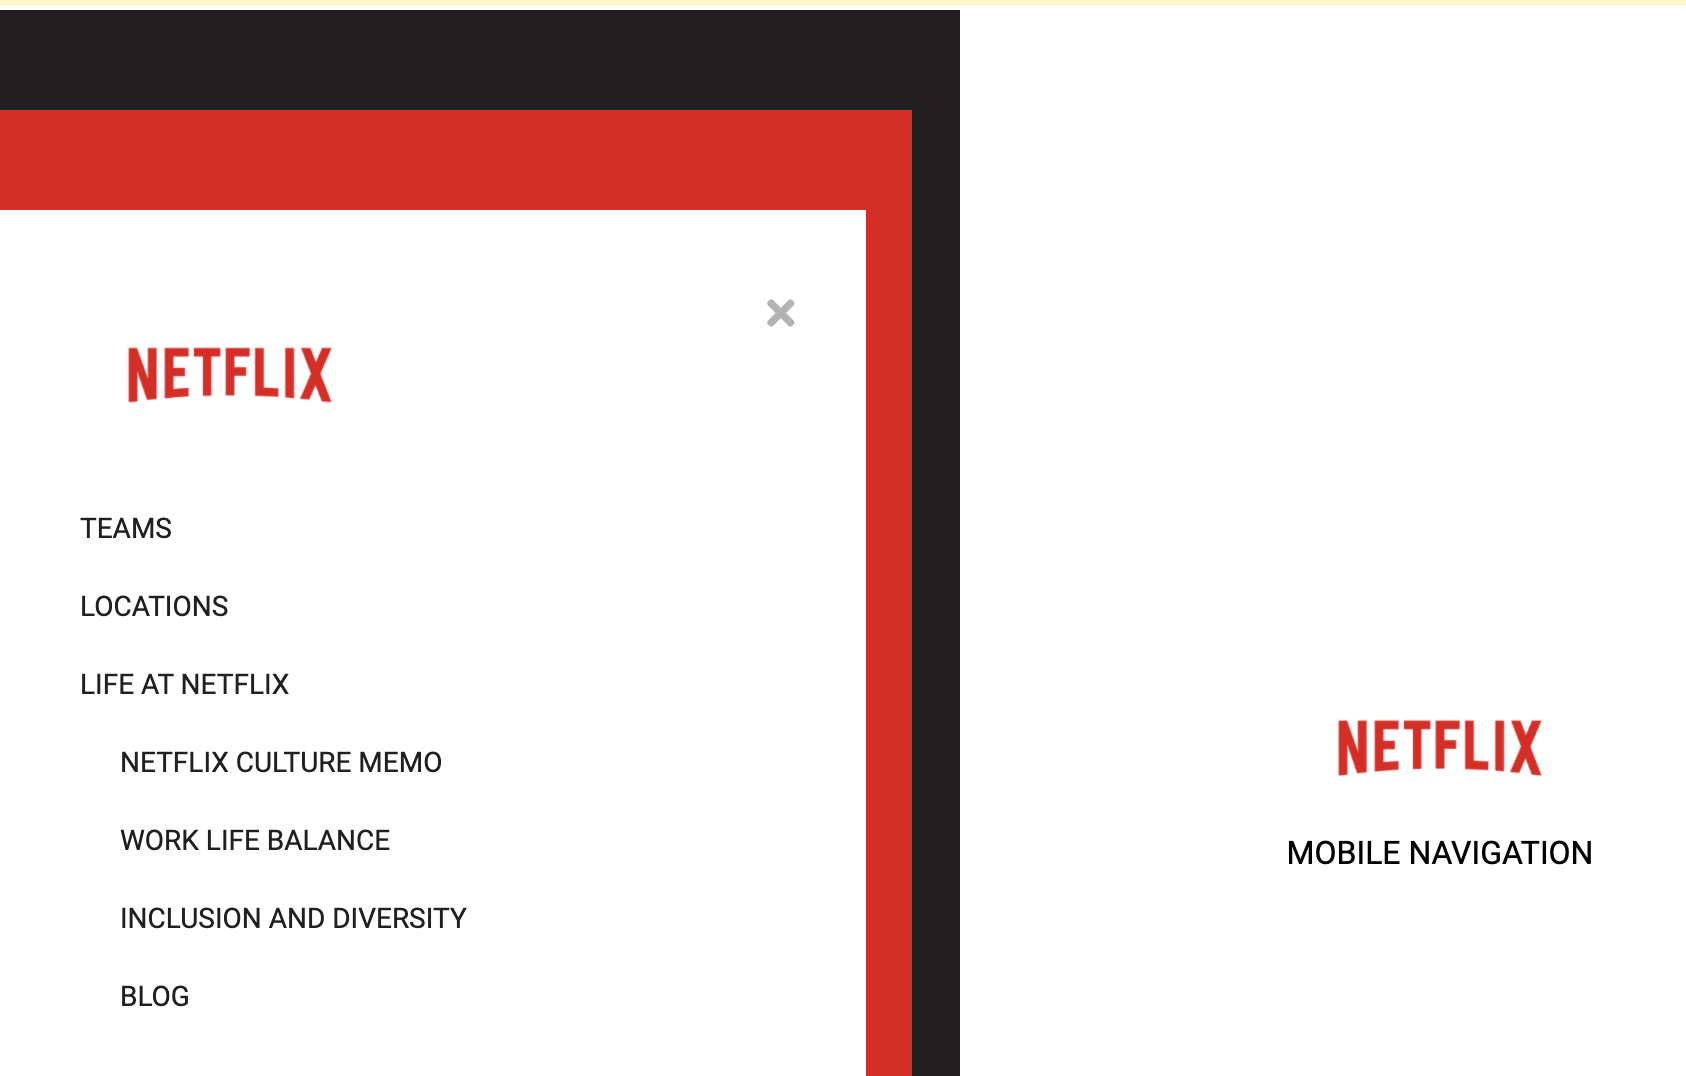 NETFLIX
TEAMS
LOCATIONS
LIFE AT NETFLIX
NETFLIX CULTURE MEMO
WORK LIFE BALANCE
INCLUSION AND DIVERSITY
BLOG
NETFLIX
MOBILE NAVIGATION